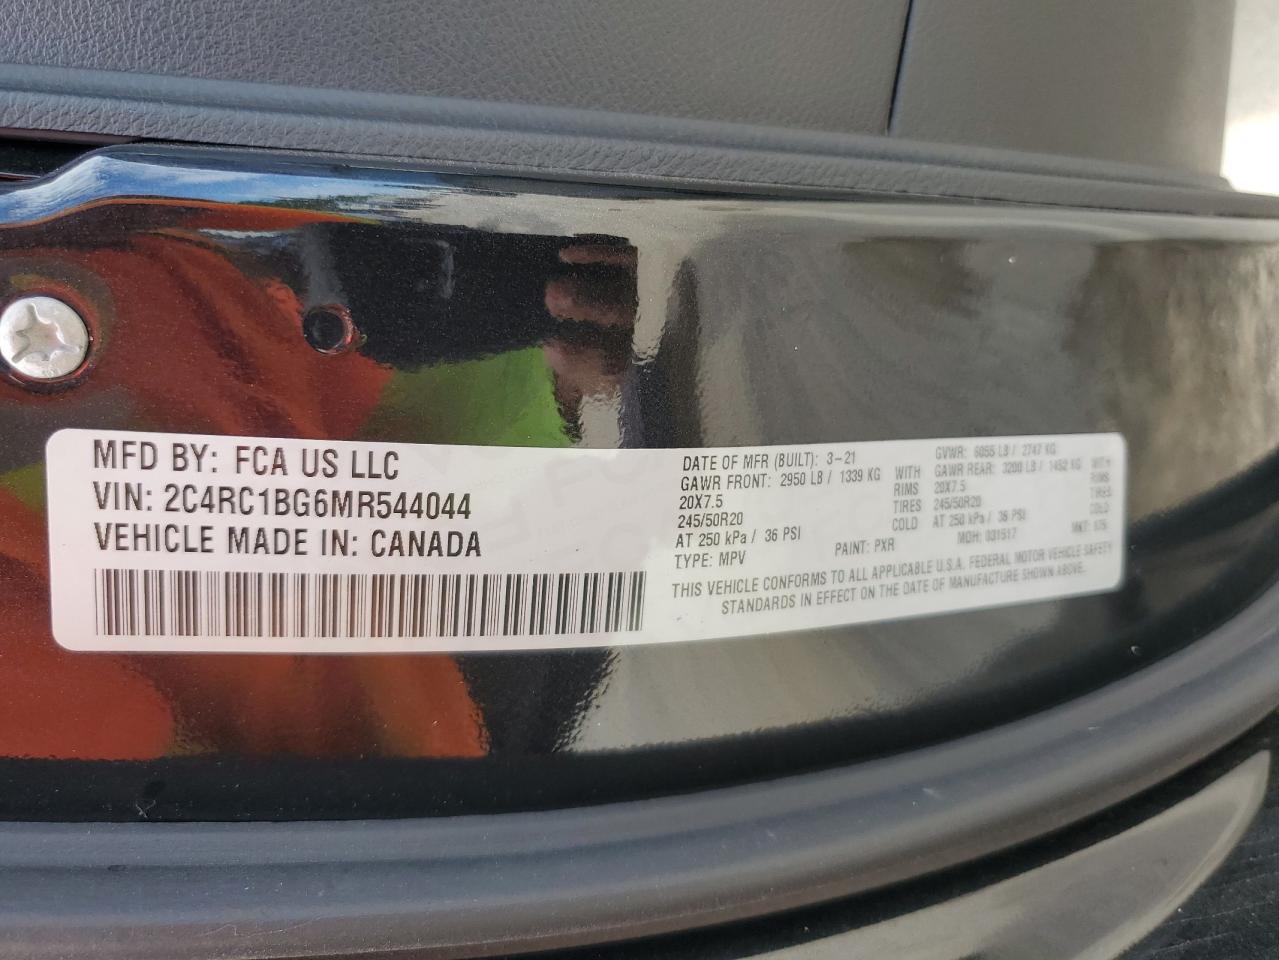 MFD BY: FCA US LLC
VIN: 2C4RC1BG6MR544044
VEHICLE MADE IN: CANADA
DATE OF MFR (BUILT): 3-21
GVWR: 6055 LB / 2747 KG
GAWR FRONT: 2950 LB / 1339 KG WITH
20X7.5 RIMS
245/50R20 TIRES
AT 250 kPa / 36 PSI COLD
GAWR REAR: 3200 LB / 1452 KG WITH
20X7.5 RIMS
245/50R20 TIRES
AT 250 kPa / 36 PSI COLD
TYPE: MPV PAINT: PXR MDH: 031517
THIS VEHICLE CONFORMS TO ALL APPLICABLE U.S.A. FEDERAL MOTOR VEHICLE SAFETY
STANDARDS IN EFFECT ON THE DATE OF MANUFACTURE SHOWN ABOVE.